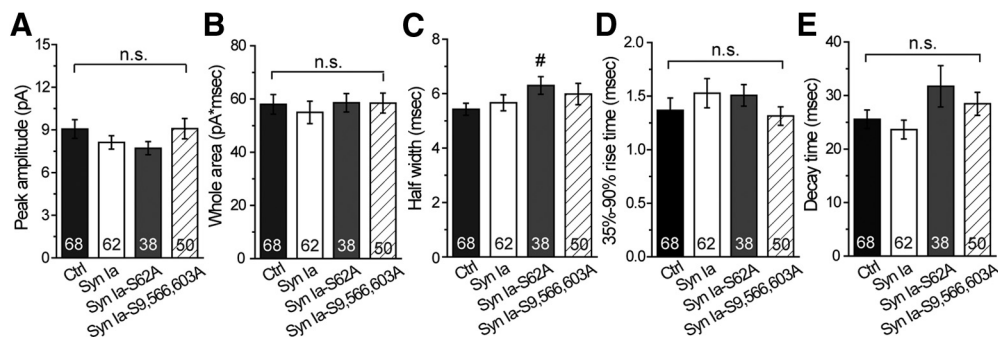 A
Peak amplitude (pA)
15
12
9
6
3
0
n.s.
68
62
38
50
Ctrl
Syn Ia
Syn Ia-S62A
Syn Ia-S9,566,603A
B
Whole area (pA*msec)
80
60
40
20
0
n.s.
68
62
38
50
Ctrl
Syn Ia
Syn Ia-S62A
Syn Ia-S9,566,603A
C
Half width (msec)
8
6
4
2
0
#
68
62
38
50
Ctrl
Syn Ia
Syn Ia-S62A
Syn Ia-S9,566,603A
D
35%-90% rise time (msec)
2.0
1.5
1.0
0.5
0.0
n.s.
68
62
38
50
Ctrl
Syn Ia
Syn Ia-S62A
Syn Ia-S9,566,603A
E
Decay time (msec)
40
30
20
10
0
n.s.
68
62
38
50
Ctrl
Syn Ia
Syn Ia-S62A
Syn Ia-S9,566,603A